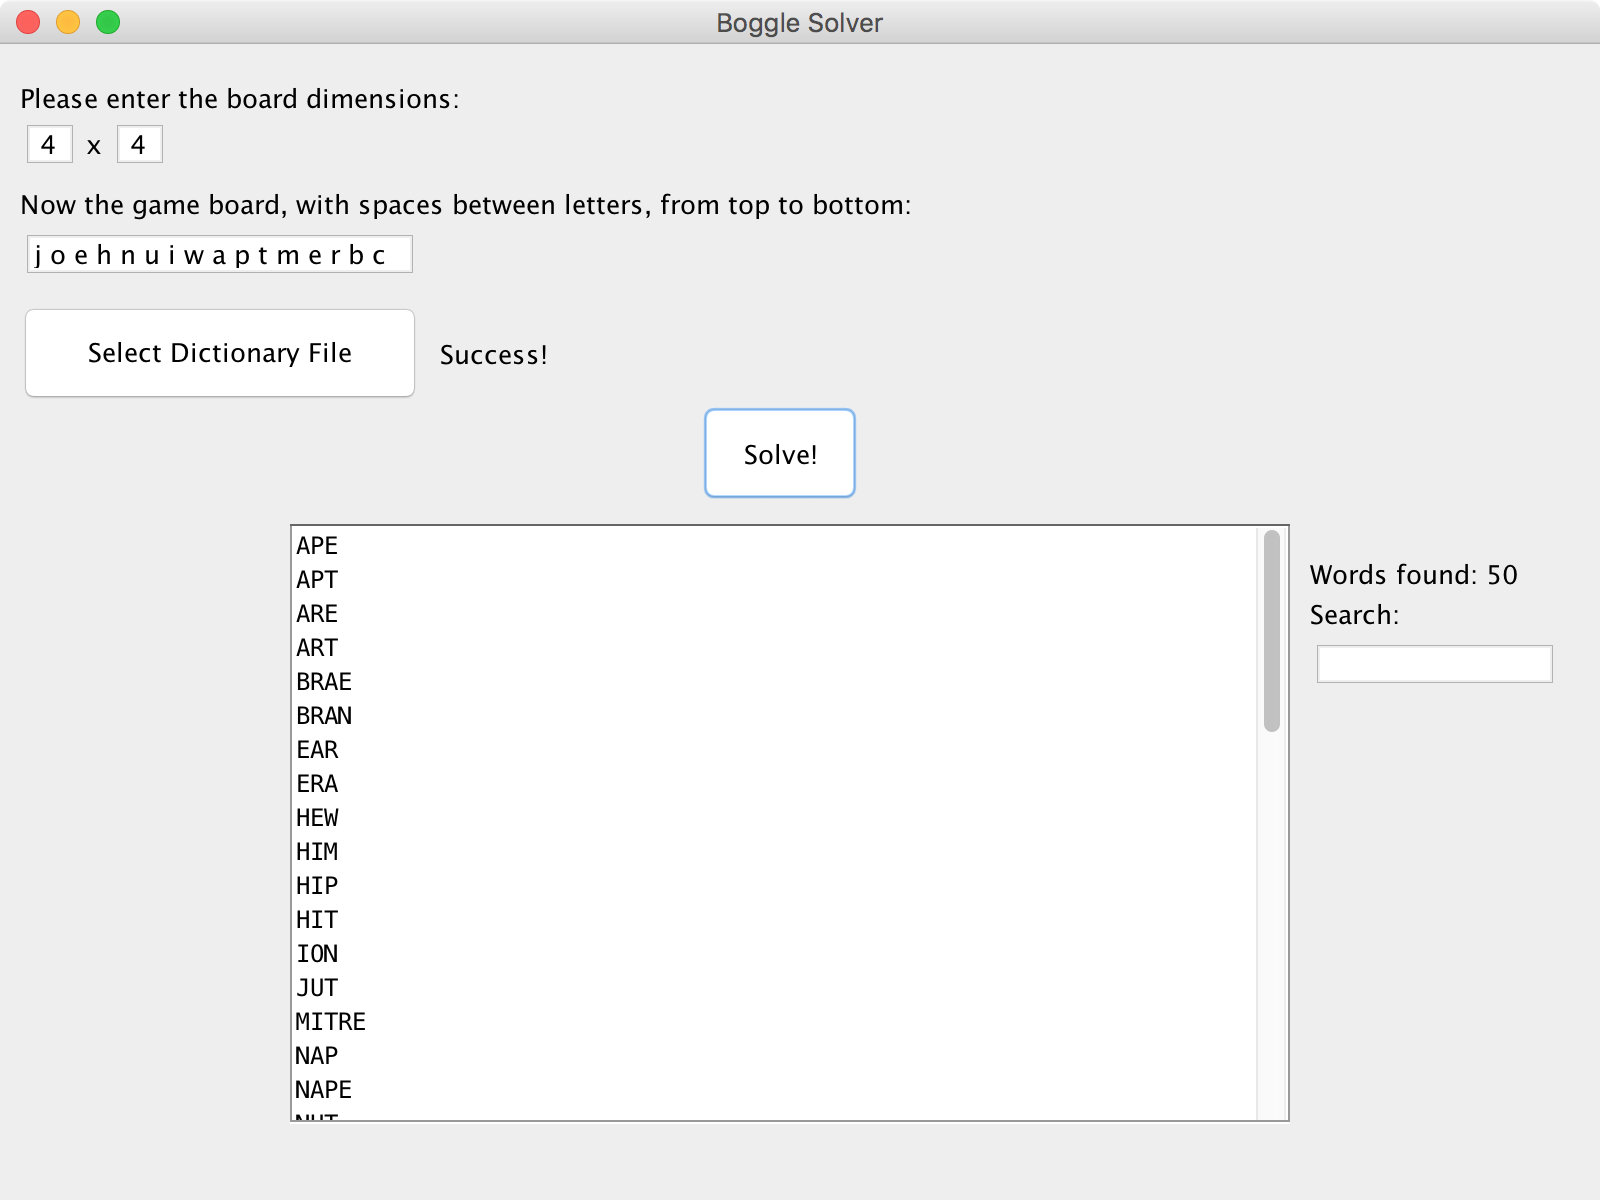 Boggle Solver
Please enter the board dimensions:
4 x 4
Now the game board, with spaces between letters, from top to bottom:
j o e h n u i w a p t m e r b c
Select Dictionary File Success!
Solve!
APE
APT
ARE
ART
BRAE
BRAN
EAR
ERA
HEW
HIM
HIP
HIT
ION
JUT
MITRE
NAP
NAPE
Words found: 50
Search: